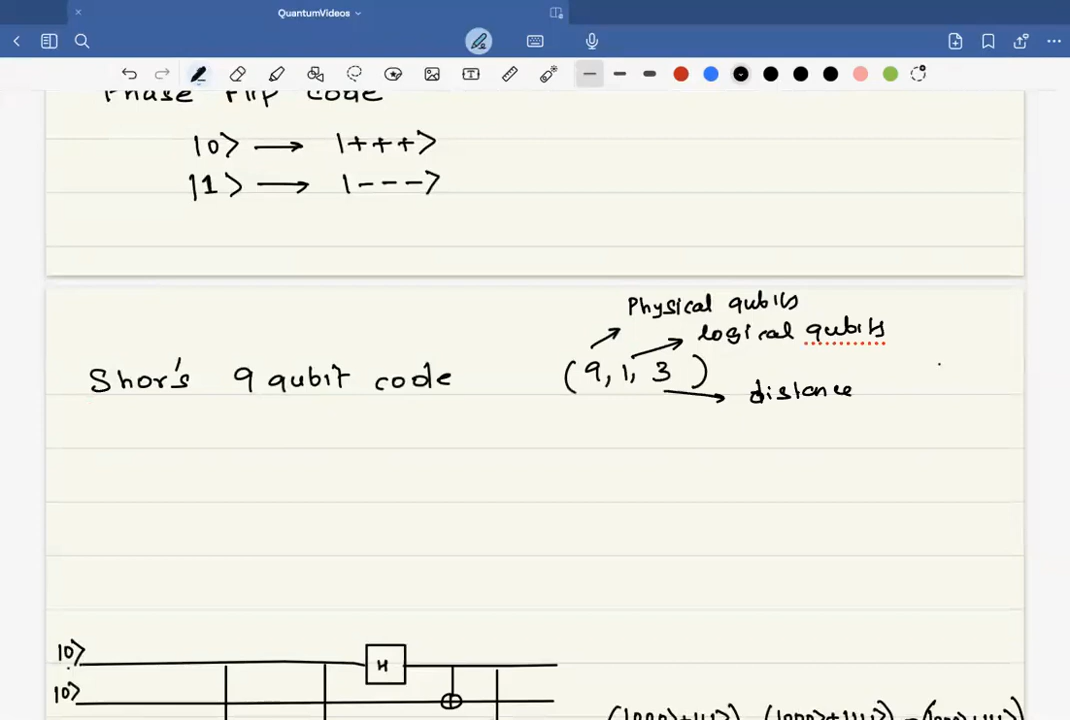 QuantumVideos
Phase Flip Code
|0⟩ → |+++⟩
|1⟩ → |---⟩
Physical qubits
logical qubits
Shor's 9 qubit code (9, 1, 3)
distance
|0⟩
H
|0⟩